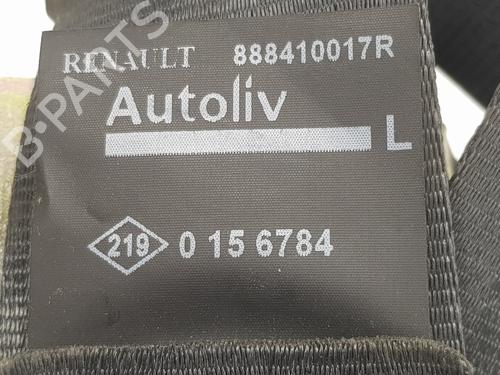 RENAULT 888410017R
Autoliv
L
219 0 15 6784
B-PARTS